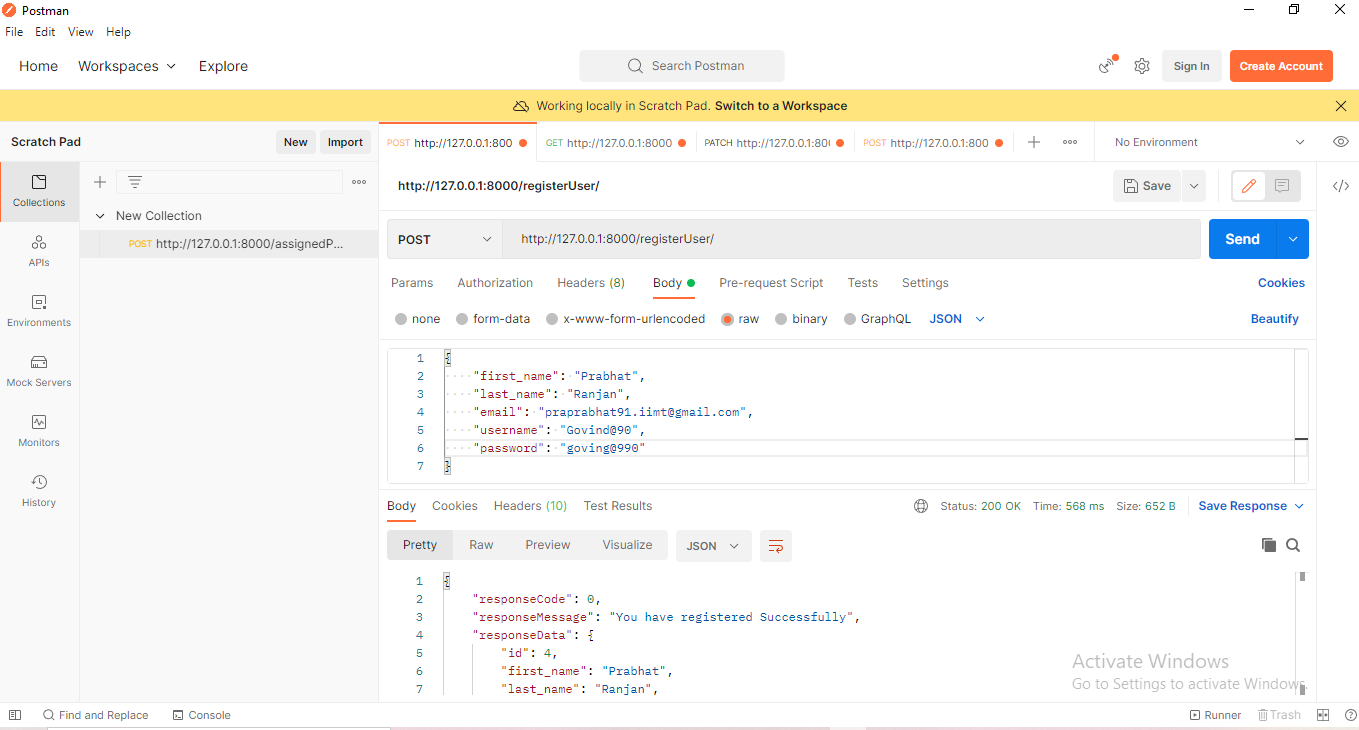 Postman
File Edit View Help
Home Workspaces Explore Search Postman Sign In Create Account
Working locally in Scratch Pad. Switch to a Workspace
Scratch Pad New Import
POST http://127.0.0.1:800 GET http://127.0.0.1:8000 PATCH http://127.0.0.1:80 POST http://127.0.0.1:800 No Environment
Collections
APIs
Environments
Mock Servers
Monitors
History
New Collection
POST http://127.0.0.1:8000/assignedP...
http://127.0.0.1:8000/registerUser/ Save
POST http://127.0.0.1:8000/registerUser/ Send
Params Authorization Headers (8) Body Pre-request Script Tests Settings Cookies
none form-data x-www-form-urlencoded raw binary GraphQL JSON Beautify
1 {
2 "first_name": "Prabhat",
3 "last_name": "Ranjan",
4 "email": "praprabhat91.iimt@gmail.com",
5 "username": "Govind@90",
6 "password": "goving@990"
7 }
Body Cookies Headers (10) Test Results Status: 200 OK Time: 568 ms Size: 652 B Save Response
Pretty Raw Preview Visualize JSON
1 {
2 "responseCode": 0,
3 "responseMessage": "You have registered Successfully",
4 "responseData": {
5 "id": 4,
6 "first_name": "Prabhat",
7 "last_name": "Ranjan",
Activate Windows
Go to Settings to activate Windows.
Find and Replace Console Runner Trash